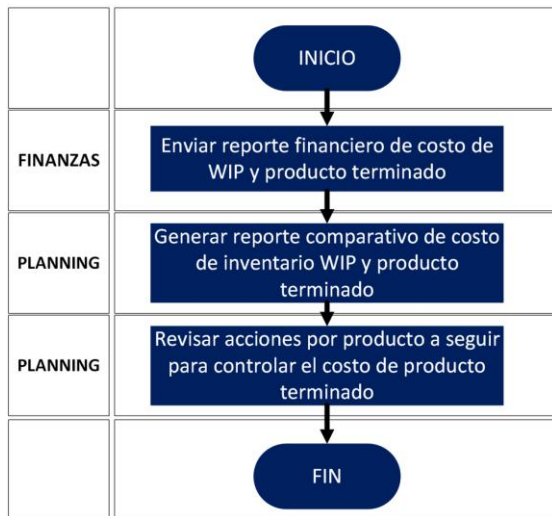 INICIO
FINANZAS
Enviar reporte financiero de costo de
WIP y producto terminado
PLANNING
Generar reporte comparativo de costo
de inventario WIP y producto
terminado
PLANNING
Revisar acciones por producto a seguir
para controlar el costo de producto
terminado
FIN